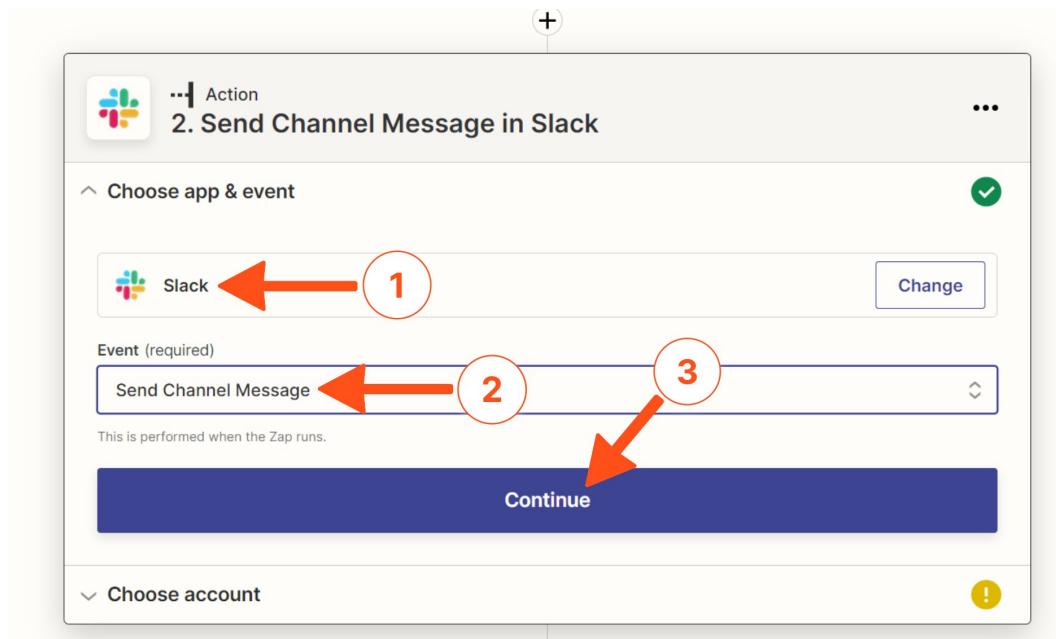 Action
2. Send Channel Message in Slack
Choose app & event
Slack
1
Change
Event (required)
Send Channel Message
2
3
This is performed when the Zap runs.
Continue
Choose account